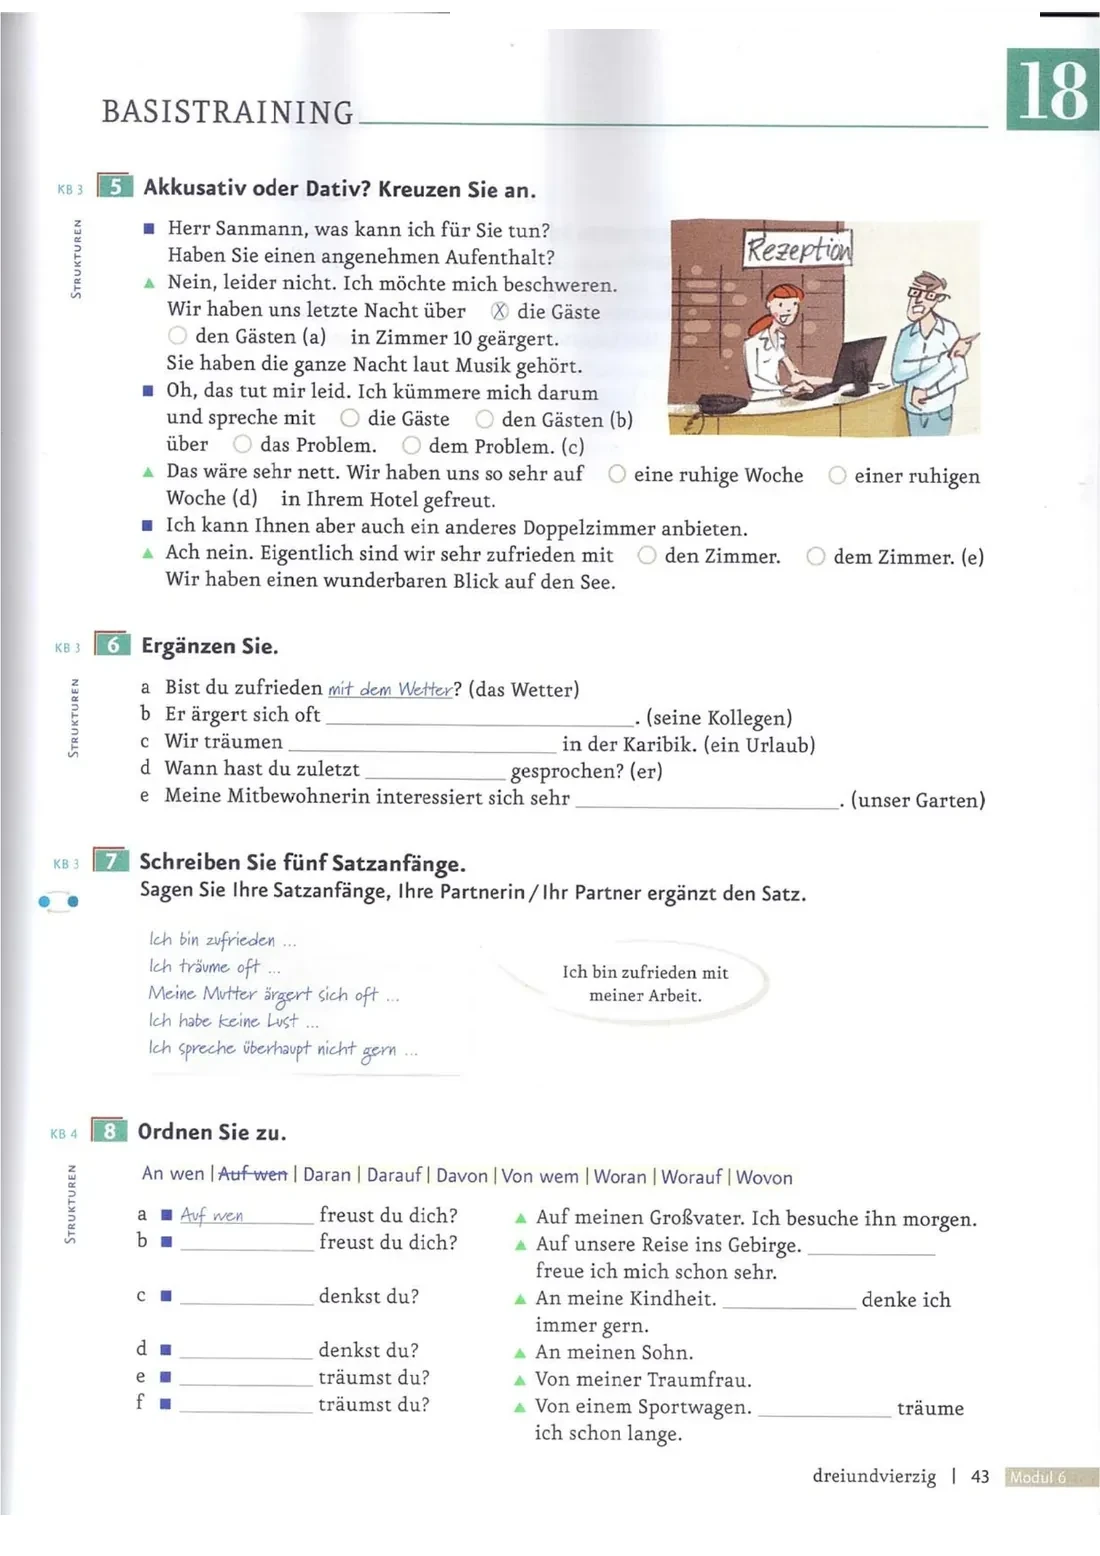 18
BASISTRAINING
KB 3 5 Akkusativ oder Dativ? Kreuzen Sie an.
STRUKTUREN
Herr Sanmann, was kann ich für Sie tun?
Haben Sie einen angenehmen Aufenthalt?
Nein, leider nicht. Ich möchte mich beschweren.
Wir haben uns letzte Nacht über ⊗ die Gäste
○ den Gästen (a) in Zimmer 10 geärgert.
Sie haben die ganze Nacht laut Musik gehört.
Oh, das tut mir leid. Ich kümmere mich darum
und spreche mit ○ die Gäste ○ den Gästen (b)
über ○ das Problem. ○ dem Problem. (c)
Das wäre sehr nett. Wir haben uns so sehr auf ○ eine ruhige Woche ○ einer ruhigen
Woche (d) in Ihrem Hotel gefreut.
Ich kann Ihnen aber auch ein anderes Doppelzimmer anbieten.
Ach nein. Eigentlich sind wir sehr zufrieden mit ○ den Zimmer. ○ dem Zimmer. (e)
Wir haben einen wunderbaren Blick auf den See.
Rezeption
KB 3 6 Ergänzen Sie.
STRUKTUREN
a Bist du zufrieden mit dem Wetter? (das Wetter)
b Er ärgert sich oft ____________. (seine Kollegen)
c Wir träumen ____________ in der Karibik. (ein Urlaub)
d Wann hast du zuletzt ____________ gesprochen? (er)
e Meine Mitbewohnerin interessiert sich sehr ____________. (unser Garten)
KB 3 7 Schreiben Sie fünf Satzanfänge.
Sagen Sie Ihre Satzanfänge, Ihre Partnerin / Ihr Partner ergänzt den Satz.
Ich bin zufrieden ...
Ich träume oft ...
Meine Mutter ärgert sich oft ...
Ich habe keine Lust ...
Ich spreche überhaupt nicht gern ...
Ich bin zufrieden mit
meiner Arbeit.
KB 4 8 Ordnen Sie zu.
STRUKTUREN
An wen | Auf wen | Daran | Darauf | Davon | Von wem | Woran | Worauf | Wovon
a Auf wen freust du dich? Auf meinen Großvater. Ich besuche ihn morgen.
b ____________ freust du dich? Auf unsere Reise ins Gebirge. ____________
freue ich mich schon sehr.
c ____________ denkst du? An meine Kindheit. ____________ denke ich
immer gern.
d ____________ denkst du? An meinen Sohn.
e ____________ träumst du? Von meiner Traumfrau.
f ____________ träumst du? Von einem Sportwagen. ____________ träume
ich schon lange.
dreiundvierzig | 43 Modul 6